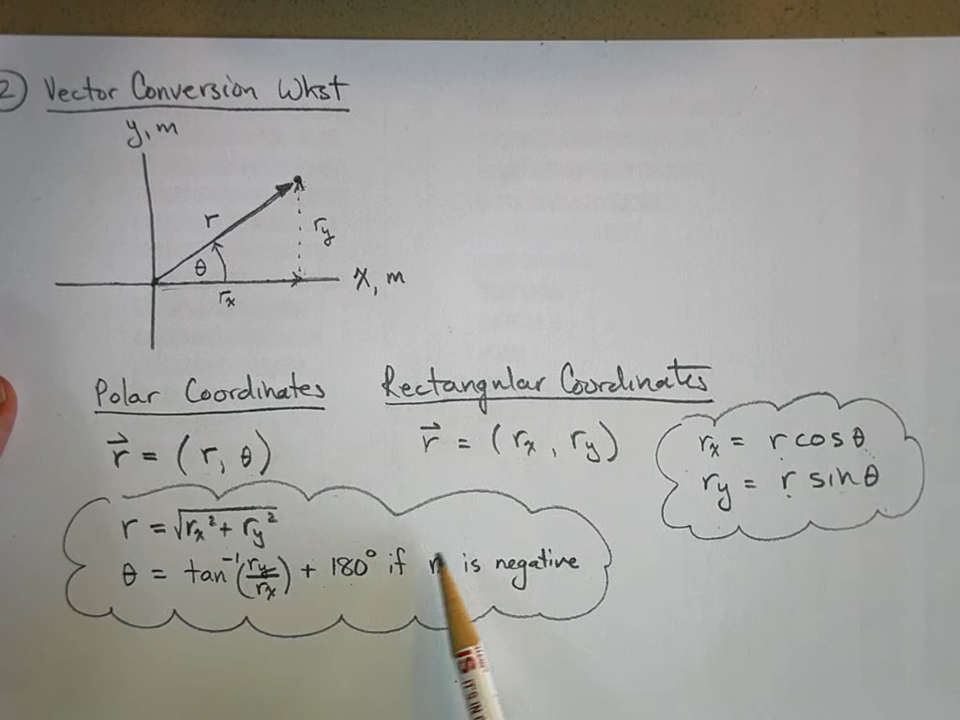 2) Vector Conversion Wkst
y, m
r
ry
θ
x, m
rx
Polar Coordinates
Rectangular Coordinates
r⃗ = (r, θ)
r⃗ = (rx, ry)
rx = r cos θ
ry = r sin θ
r = √(rx² + ry²)
θ = tan⁻¹(ry/rx) + 180° if is negative